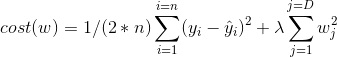 cost(w) = 1/(2 * n) \sum_{i=1}^{i=n} (y_i - \hat{y}_i)^2 + \lambda \sum_{j=1}^{j=D} w_j^2